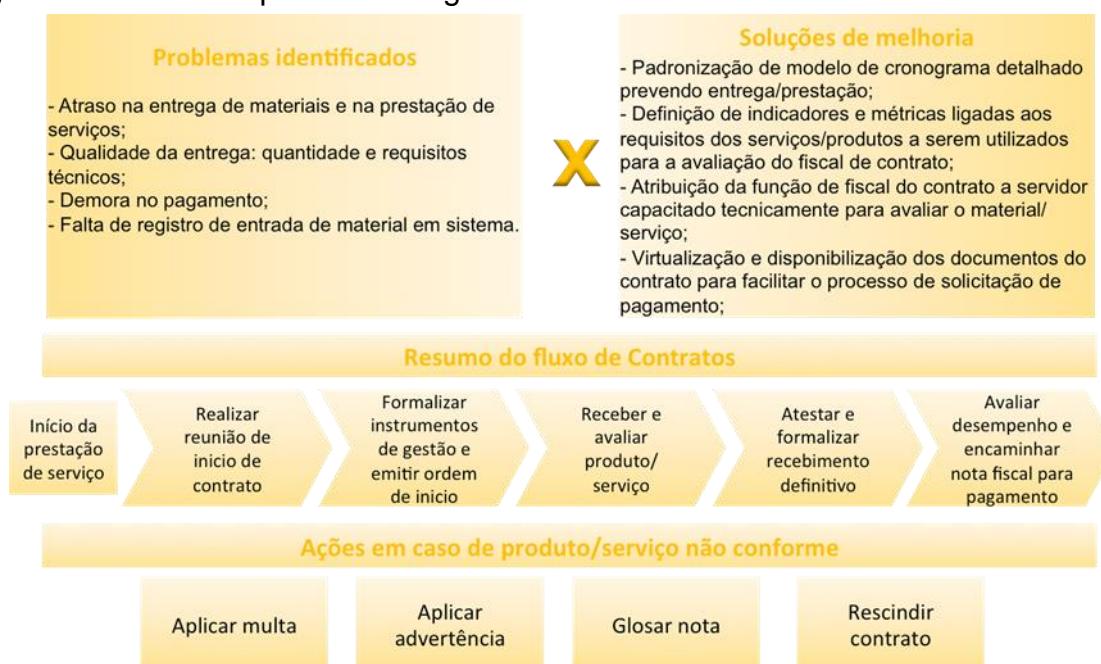 Problemas identificados
- Atraso na entrega de materiais e na prestação de
serviços;
- Qualidade da entrega: quantidade e requisitos
técnicos;
- Demora no pagamento;
- Falta de registro de entrada de material em sistema.
X
Soluções de melhoria
- Padronização de modelo de cronograma detalhado
prevendo entrega/prestação;
- Definição de indicadores e métricas ligadas aos
requisitos dos serviços/produtos a serem utilizados
para a avaliação do fiscal de contrato;
- Atribuição da função de fiscal do contrato a servidor
capacitado tecnicamente para avaliar o material/
serviço;
- Virtualização e disponibilização dos documentos do
contrato para facilitar o processo de solicitação de
pagamento;
Resumo do fluxo de Contratos
Início da
prestação
de serviço
Realizar
reunião de
inicio de
contrato
Formalizar
instrumentos
de gestão e
emitir ordem
de inicio
Receber e
avaliar
produto/
serviço
Atestar e
formalizar
recebimento
definitivo
Avaliar
desempenho e
encaminhar
nota fiscal para
pagamento
Ações em caso de produto/serviço não conforme
Aplicar multa
Aplicar
advertência
Glosar nota
Rescindir
contrato